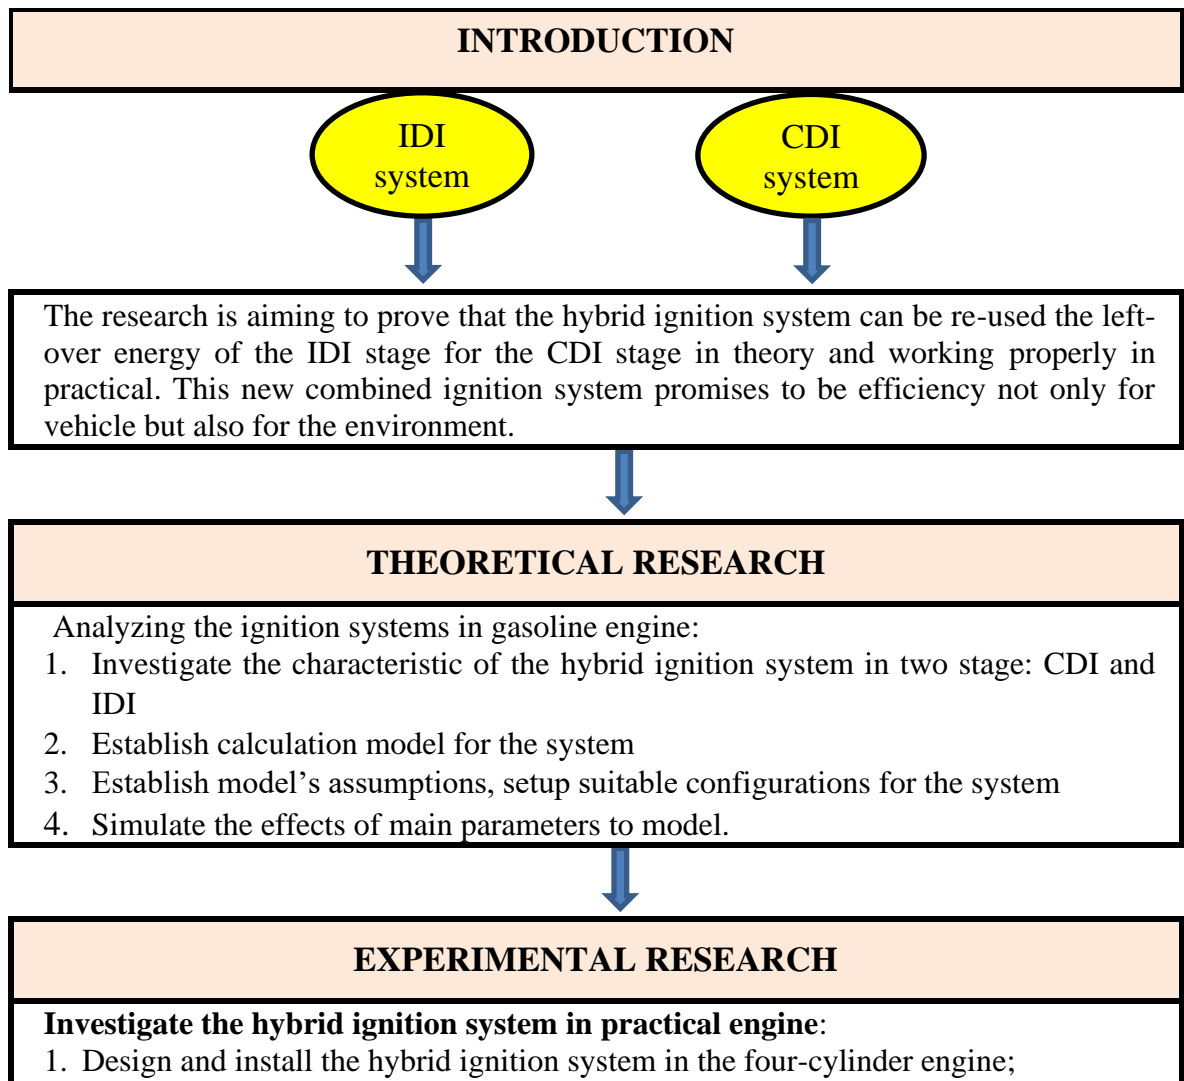 INTRODUCTION
IDI
system
CDI
system
The research is aiming to prove that the hybrid ignition system can be re-used the left-
over energy of the IDI stage for the CDI stage in theory and working properly in
practical. This new combined ignition system promises to be efficiency not only for
vehicle but also for the environment.
THEORETICAL RESEARCH
Analyzing the ignition systems in gasoline engine:
1. Investigate the characteristic of the hybrid ignition system in two stage: CDI and
IDI
2. Establish calculation model for the system
3. Establish model’s assumptions, setup suitable configurations for the system
4. Simulate the effects of main parameters to model.
EXPERIMENTAL RESEARCH
Investigate the hybrid ignition system in practical engine:
1. Design and install the hybrid ignition system in the four-cylinder engine;